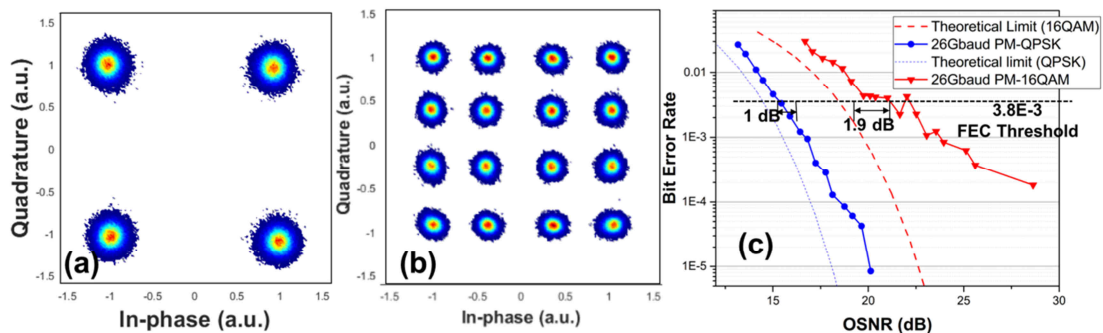 1.5
1
0.5
0
-0.5
-1
-1.5
Quadrature (a.u.)
(a)
-1.5 -1 -0.5 0 0.5 1 1.5
In-phase (a.u.)
1.5
1
0.5
0
-0.5
-1
-1.5
Quadrature (a.u.)
(b)
-1.5 -1 -0.5 0 0.5 1 1.5
In-phase (a.u.)
0.1
0.01
1E-3
1E-4
1E-5
Bit Error Rate
Theoretical Limit (16QAM)
26Gbaud PM-QPSK
Theoretical limit (QPSK)
26Gbaud PM-16QAM
1 dB
1.9 dB
3.8E-3
FEC Threshold
(c)
15 20 25 30
OSNR (dB)